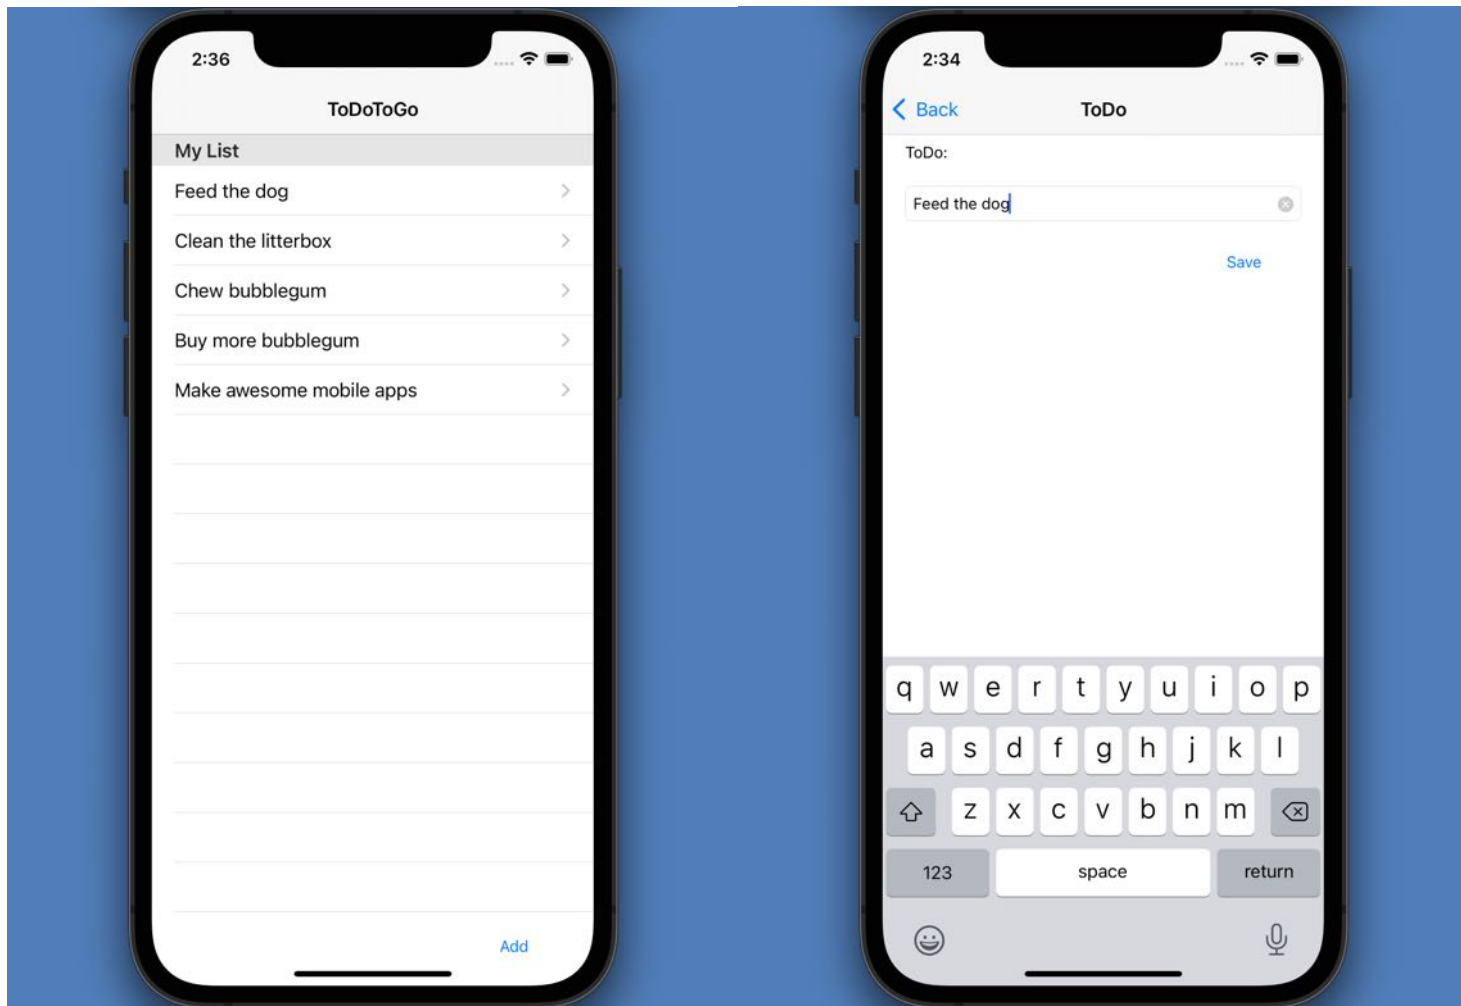 2:36
ToDoToGo
My List
Feed the dog
Clean the litterbox
Chew bubblegum
Buy more bubblegum
Make awesome mobile apps
Add
2:34
Back ToDo
ToDo:
Feed the dog
Save
q w e r t y u i o p
a s d f g h j k l
z x c v b n m
123 space return